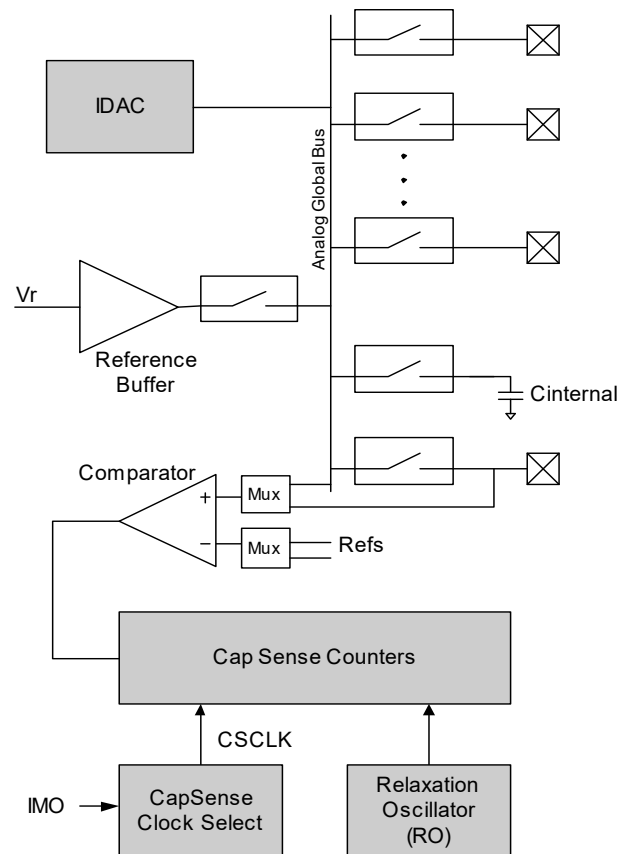 IDAC
Analog Global Bus
Vr
Reference
Buffer
Cinternal
Comparator
+
Mux
−
Mux
Refs
Cap Sense Counters
CSCLK
IMO
CapSense
Clock Select
Relaxation
Oscillator
(RO)